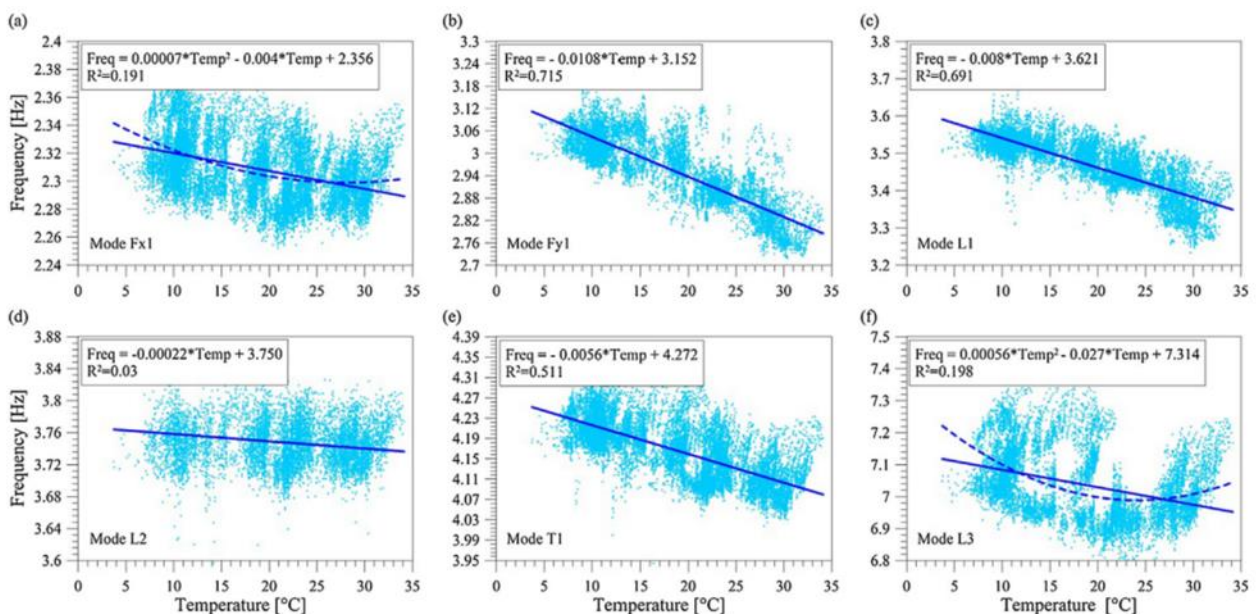 (a)
2.4
2.38
2.36
2.34
2.32
2.3
2.28
2.26
2.24
Frequency [Hz]
Freq = 0.00007*Temp² - 0.004*Temp + 2.356
R²=0.191
Mode Fx1
0 5 10 15 20 25 30 35
(b)
3.3
3.24
3.18
3.12
3.06
3
2.94
2.88
2.82
2.76
2.7
Freq = - 0.0108*Temp + 3.152
R²=0.715
Mode Fy1
0 5 10 15 20 25 30 35
(c)
3.8
3.7
3.6
3.5
3.4
3.3
3.2
Freq = - 0.008*Temp + 3.621
R²=0.691
Mode L1
0 5 10 15 20 25 30 35
(d)
3.88
3.84
3.8
3.76
3.72
3.68
3.64
3.6
Frequency [Hz]
Freq = -0.00022*Temp + 3.750
R²=0.03
Mode L2
0 5 10 15 20 25 30 35
Temperature [°C]
(e)
4.39
4.35
4.31
4.27
4.23
4.19
4.15
4.11
4.07
4.03
3.99
3.95
Freq = - 0.0056*Temp + 4.272
R²=0.511
Mode T1
0 5 10 15 20 25 30 35
Temperature [°C]
(f)
7.5
7.4
7.3
7.2
7.1
7
6.9
6.8
Freq = 0.00056*Temp² - 0.027*Temp + 7.314
R²=0.198
Mode L3
0 5 10 15 20 25 30 35
Temperature [°C]